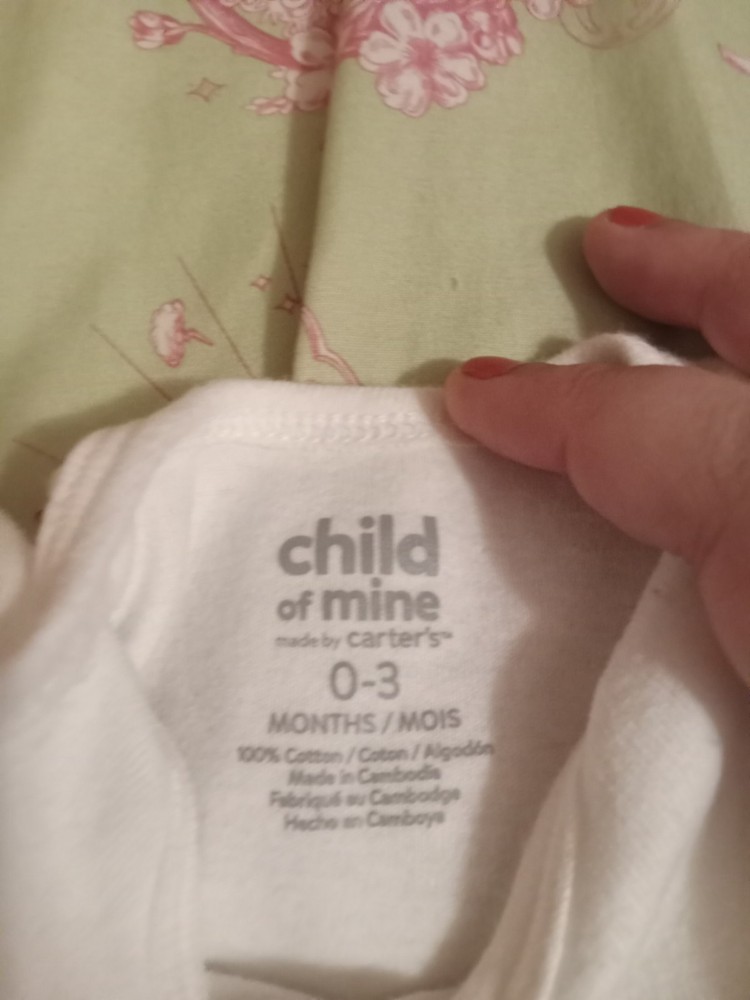 child
of mine
made by carter's™
0-3
MONTHS / MOIS
100% Cotton / Coton / Algodón
Made in Cambodia
Fabriqué au Cambodge
Hecho en Camboya